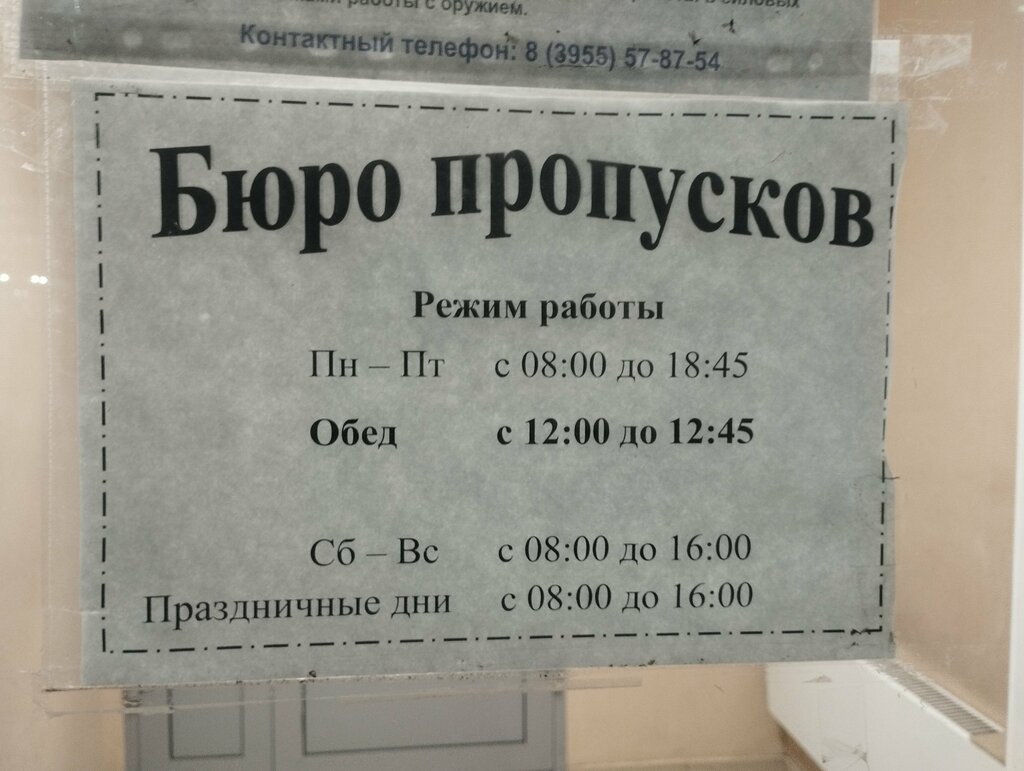 работы с оружием.
силовых
Контактный телефон: 8 (3955) 57-87-54
Бюро пропусков
Режим работы
Пн – Пт с 08:00 до 18:45
Обед с 12:00 до 12:45
Сб – Вс с 08:00 до 16:00
Праздничные дни с 08:00 до 16:00